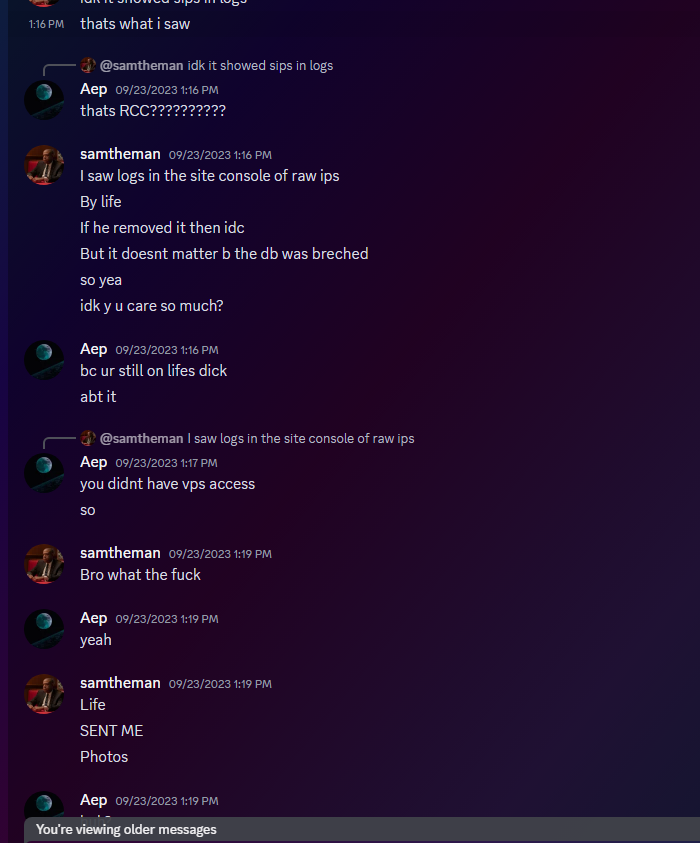 idk it showed sips in logs
1:16 PM thats what i saw
@samtheman idk it showed sips in logs
Aep 09/23/2023 1:16 PM
thats RCC??????????
samtheman 09/23/2023 1:16 PM
I saw logs in the site console of raw ips
By life
If he removed it then idc
But it doesnt matter b the db was breched
so yea
idk y u care so much?
Aep 09/23/2023 1:16 PM
bc ur still on lifes dick
abt it
@samtheman I saw logs in the site console of raw ips
Aep 09/23/2023 1:17 PM
you didnt have vps access
so
samtheman 09/23/2023 1:19 PM
Bro what the fuck
Aep 09/23/2023 1:19 PM
yeah
samtheman 09/23/2023 1:19 PM
Life
SENT ME
Photos
Aep 09/23/2023 1:19 PM
You're viewing older messages